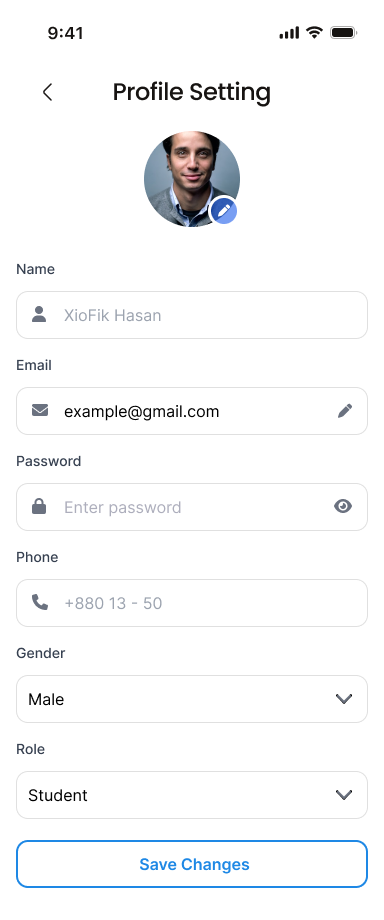 9:41
Profile Setting
Name
XioFik Hasan
Email
example@gmail.com
Password
Enter password
Phone
+880 13 - 50
Gender
Male
Role
Student
Save Changes